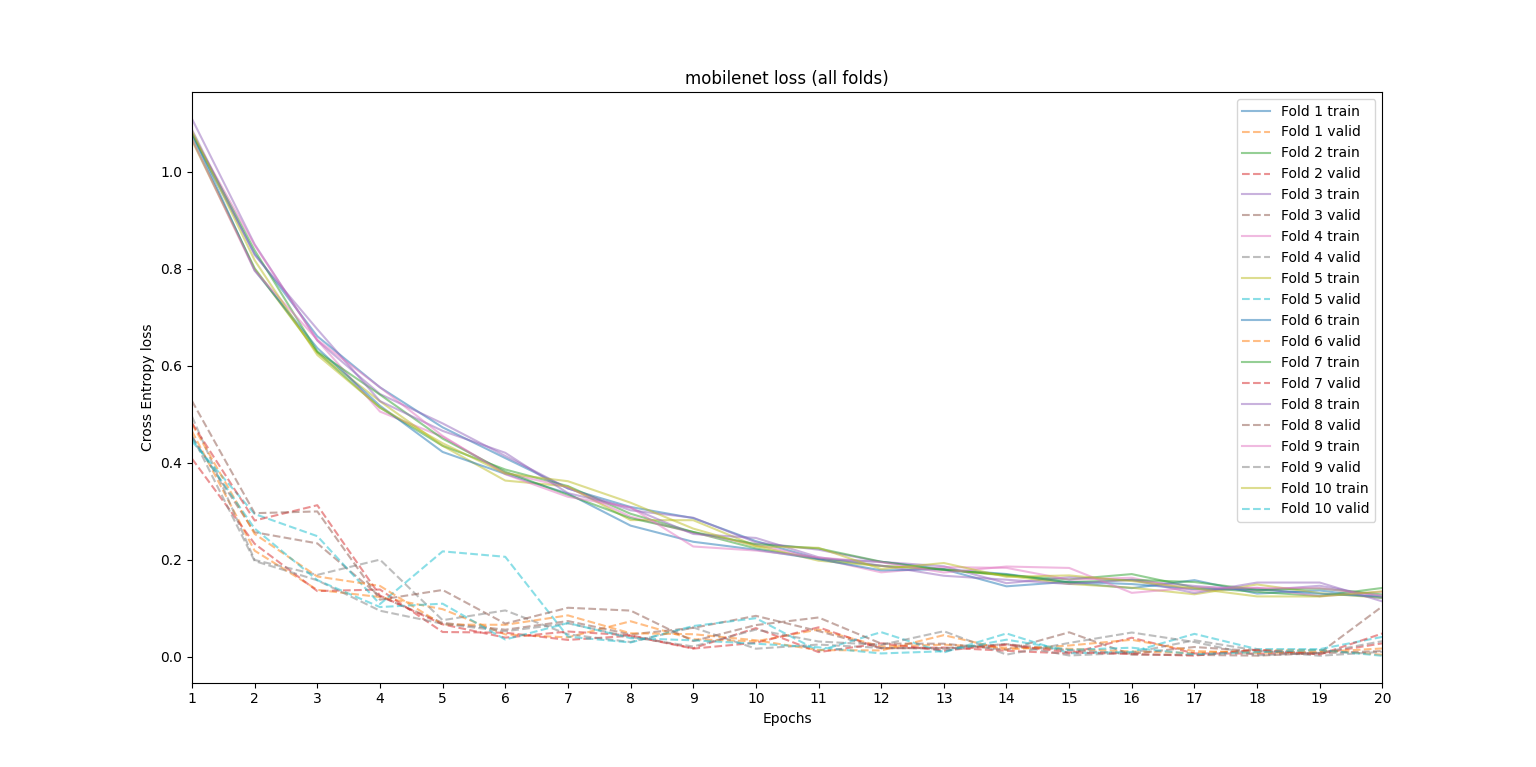 mobilenet loss (all folds)
Cross Entropy loss
1.0
0.8
0.6
0.4
0.2
0.0
1 2 3 4 5 6 7 8 9 10 11 12 13 14 15 16 17 18 19 20
Epochs
Fold 1 train
Fold 1 valid
Fold 2 train
Fold 2 valid
Fold 3 train
Fold 3 valid
Fold 4 train
Fold 4 valid
Fold 5 train
Fold 5 valid
Fold 6 train
Fold 6 valid
Fold 7 train
Fold 7 valid
Fold 8 train
Fold 8 valid
Fold 9 train
Fold 9 valid
Fold 10 train
Fold 10 valid